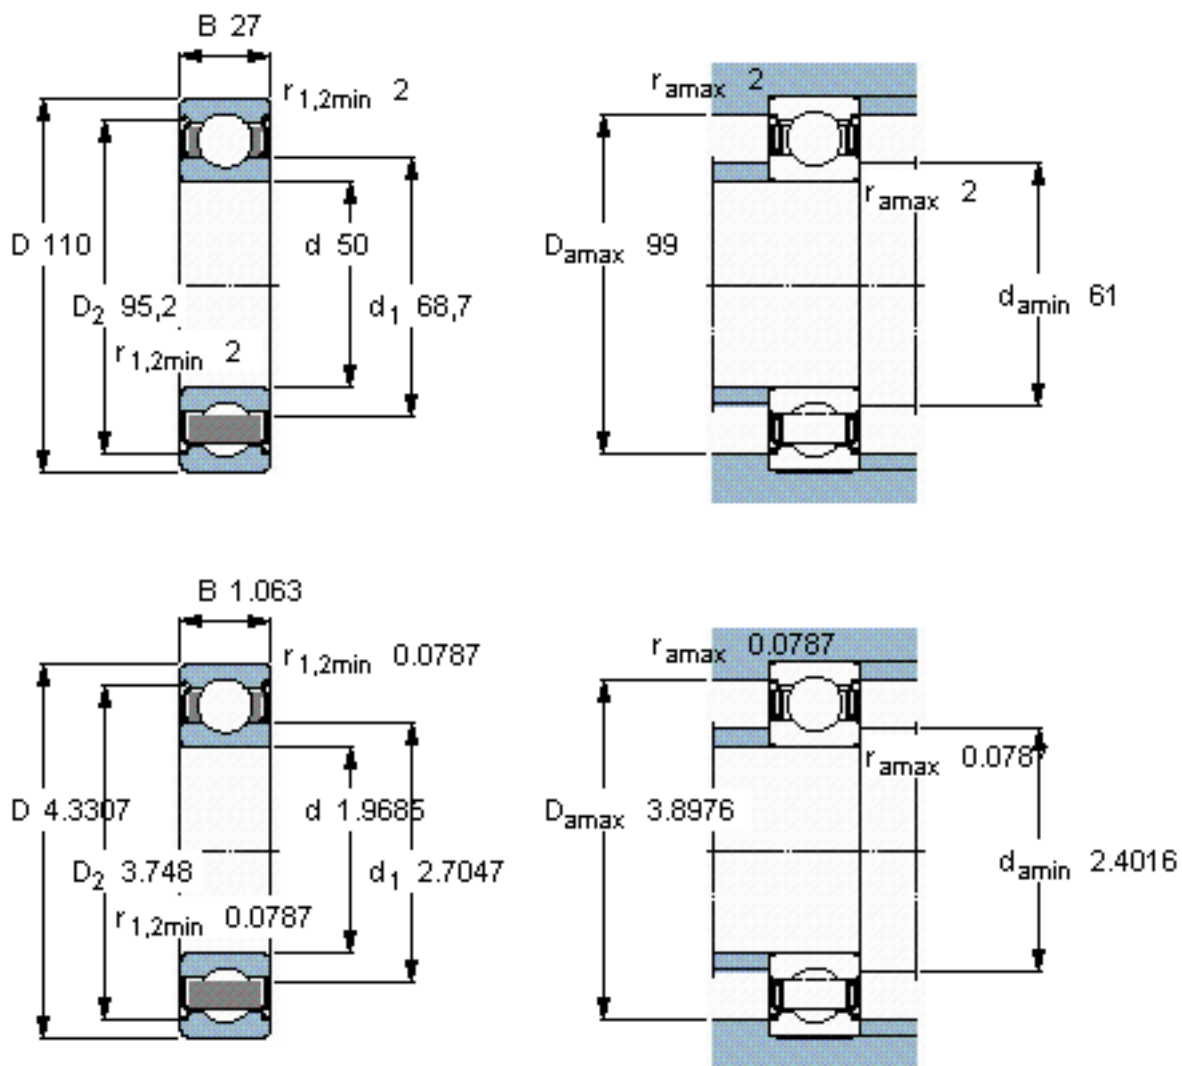 B 27
r1,2min 2
ramax 2
ramax 2
D 110
d 50
Damax 99
D2 95,2
d1 68,7
damin 61
r1,2min 2
B 1.063
r1,2min 0.0787
ramax 0.0787
ramax 0.0787
D 4.3307
d 1.9685
Damax 3.8976
D2 3.748
d1 2.7047
damin 2.4016
r1,2min 0.0787